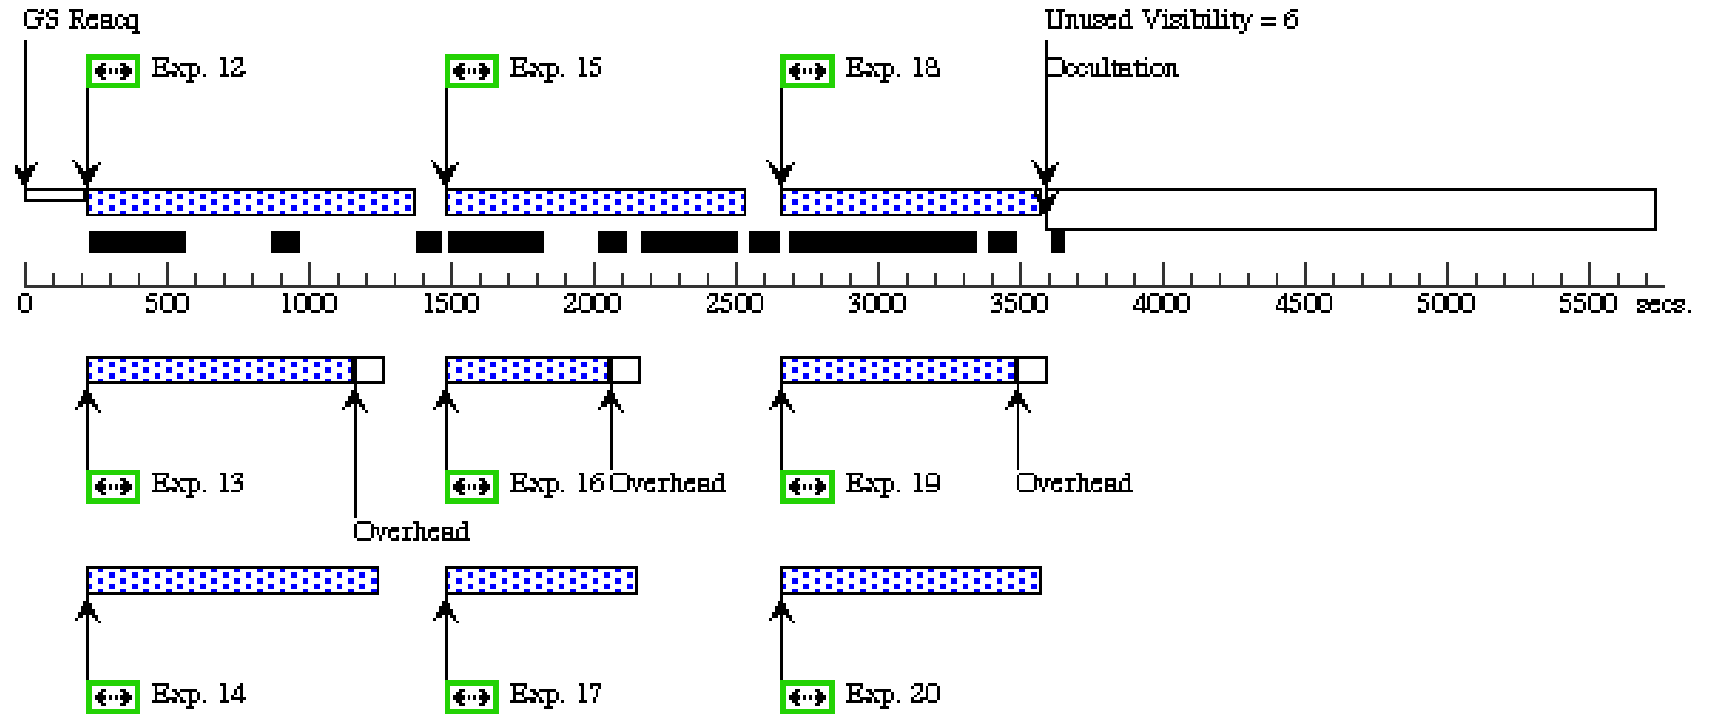 GS Reacq
Unused Visibility = 6
Exp. 12
Exp. 15
Exp. 18
Occultation
0 500 1000 1500 2000 2500 3000 3500 4000 4500 5000 5500 secs.
Exp. 13
Exp. 16
Overhead
Exp. 19
Overhead
Overhead
Exp. 14
Exp. 17
Exp. 20